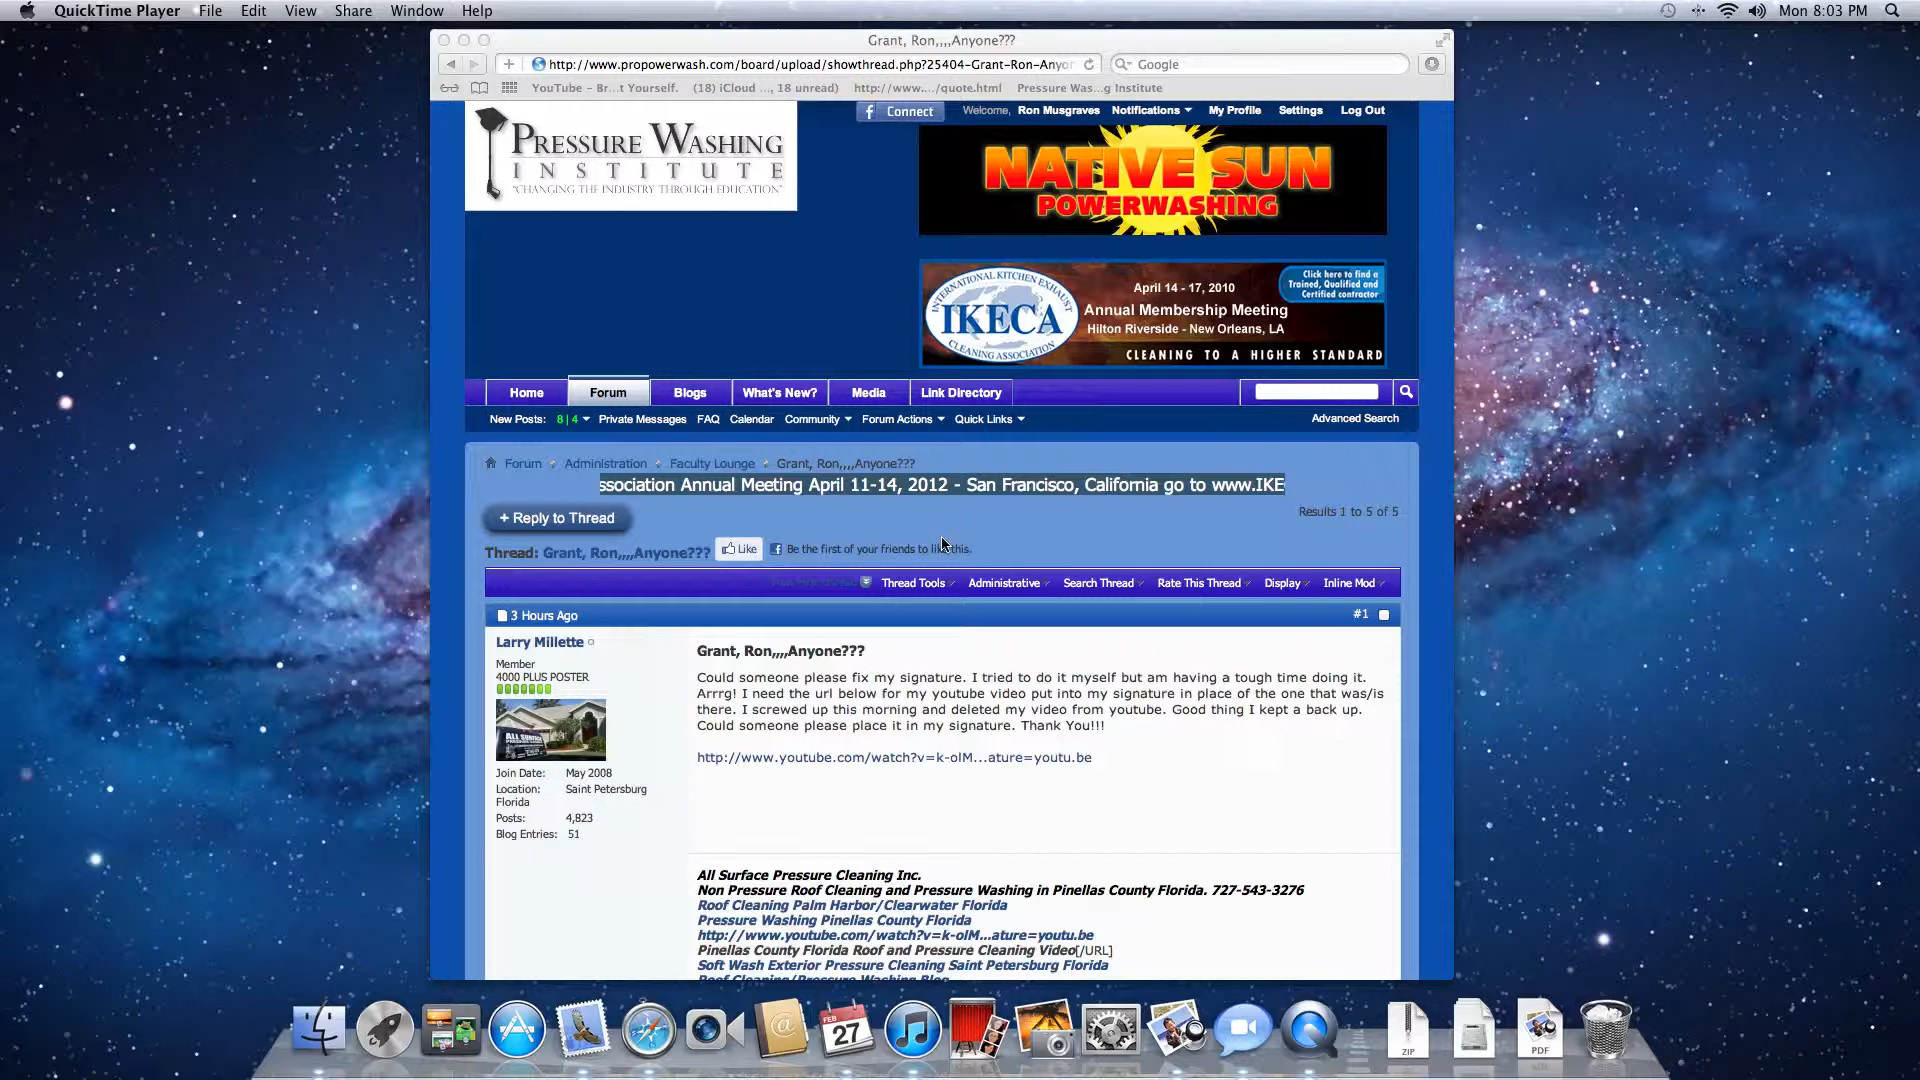 QuickTime Player File Edit View Share Window Help Mon 8:03 PM
Grant, Ron,,,,Anyone???
http://www.propowerwash.com/board/upload/showthread.php?25404-Grant-Ron-Anyo Google
YouTube - Br...t Yourself. (18) iCloud ..., 18 unread) http://www..../quote.html Pressure Was...g Institute
f Connect Welcome, Ron Musgraves Notifications My Profile Settings Log Out
PRESSURE WASHING
INSTITUTE
"CHANGING THE INDUSTRY THROUGH EDUCATION"
NATIVE SUN
POWERWASHING
INTERNATIONAL KITCHEN EXHAUST
IKECA
CLEANING ASSOCIATION
April 14 - 17, 2010
Annual Membership Meeting
Hilton Riverside - New Orleans, LA
Click here to find a
Trained, Qualified and
Certified contractor
CLEANING TO A HIGHER STANDARD
Home Forum Blogs What's New? Media Link Directory
New Posts: 8 | 4 Private Messages FAQ Calendar Community Forum Actions Quick Links Advanced Search
Forum Administration Faculty Lounge Grant, Ron,,,,Anyone???
ssociation Annual Meeting April 11-14, 2012 - San Francisco, California go to www.IKE
+ Reply to Thread Results 1 to 5 of 5
Thread: Grant, Ron,,,,Anyone??? Like Be the first of your friends to like this.
Thread Tools Administrative Search Thread Rate This Thread Display Inline Mod
3 Hours Ago #1
Larry Millette
Member
4000 PLUS POSTER
ALL SURFACE
Join Date: May 2008
Location: Saint Petersburg
Florida
Posts: 4,823
Blog Entries: 51
Grant, Ron,,,,Anyone???
Could someone please fix my signature. I tried to do it myself but am having a tough time doing it.
Arrrg! I need the url below for my youtube video put into my signature in place of the one that was/is
there. I screwed up this morning and deleted my video from youtube. Good thing I kept a back up.
Could someone please place it in my signature. Thank You!!!
http://www.youtube.com/watch?v=k-olM...ature=youtu.be
All Surface Pressure Cleaning Inc.
Non Pressure Roof Cleaning and Pressure Washing in Pinellas County Florida. 727-543-3276
Roof Cleaning Palm Harbor/Clearwater Florida
Pressure Washing Pinellas County Florida
http://www.youtube.com/watch?v=k-olM...ature=youtu.be
Pinellas County Florida Roof and Pressure Cleaning Video[/URL]
Soft Wash Exterior Pressure Cleaning Saint Petersburg Florida
Roof Cleaning/Pressure Washing Blog
FEB
27
ZIP
PDF